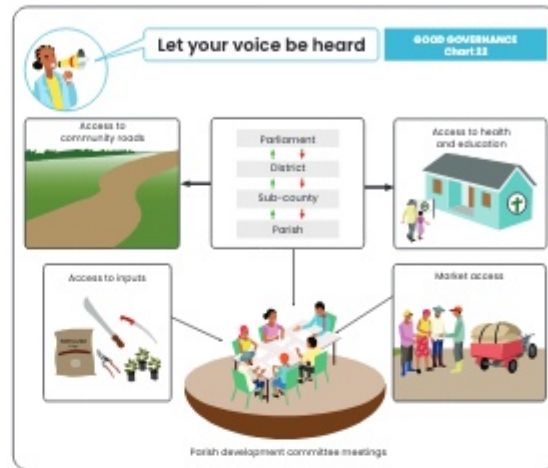 Let your voice be heard
GOOD GOVERNANCE
Chart 22
Access to
community roads
Parliament
District
Sub-county
Parish
Access to health
and education
Access to inputs
Market access
Parish development committee meetings